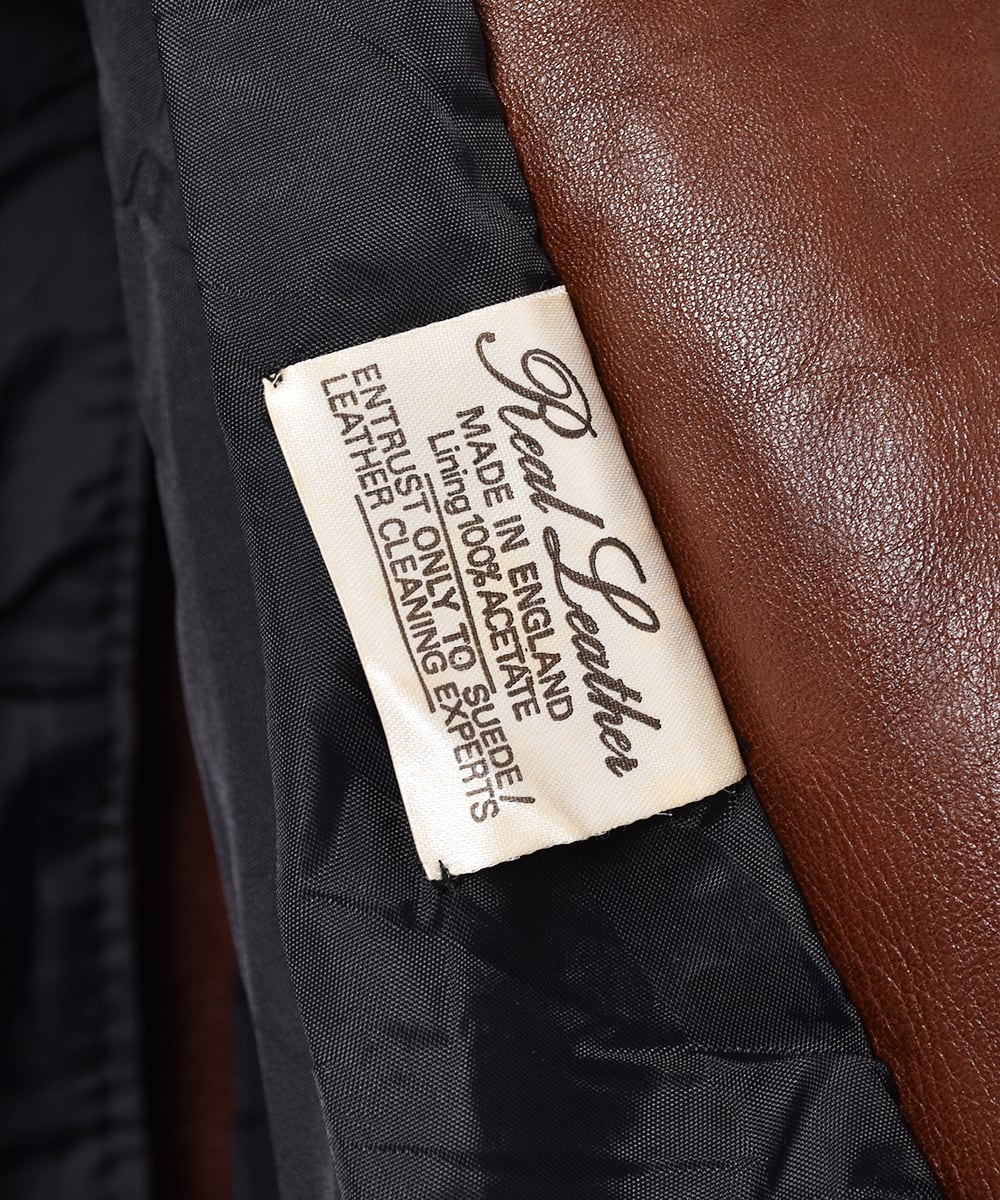 Real Leather
MADE IN ENGLAND
Lining 100% ACETATE
ENTRUST ONLY TO SUEDE/
LEATHER CLEANING EXPERTS